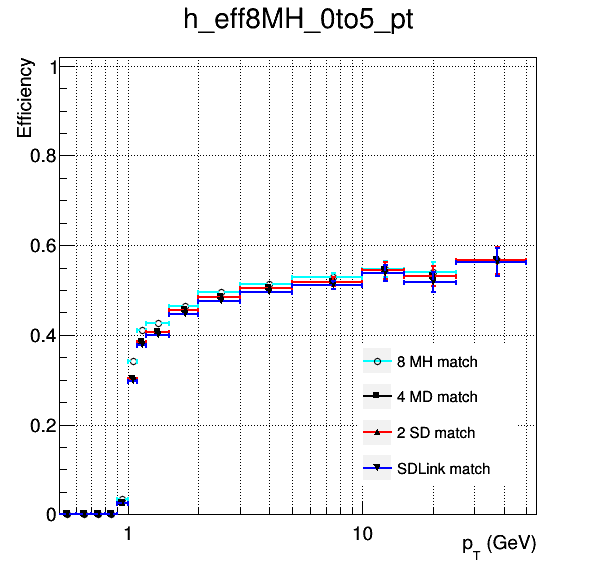 h_eff8MH_0to5_pt
Efficiency
1
0.8
0.6
0.4
0.2
0
8 MH match
4 MD match
2 SD match
SDLink match
1
10
p_T (GeV)